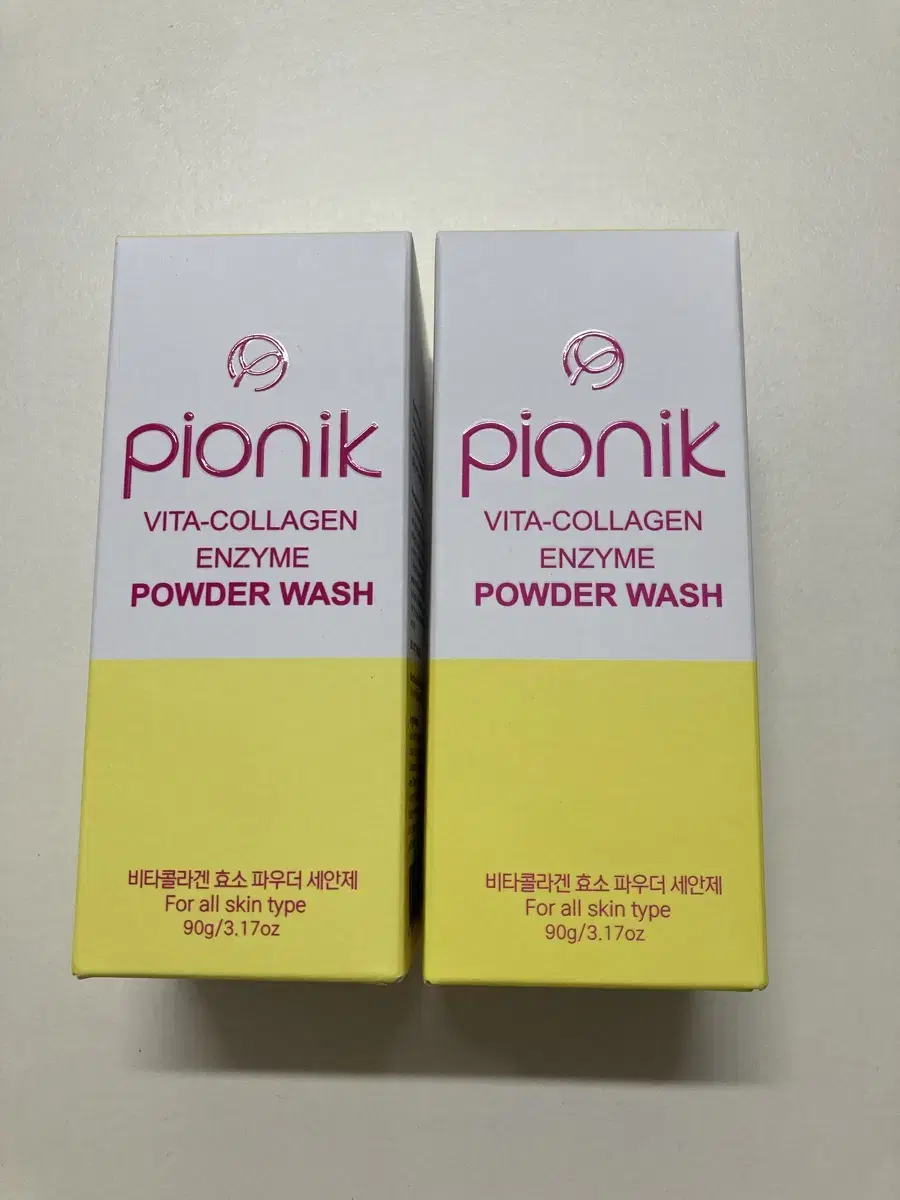 pionik
VITA-COLLAGEN
ENZYME
POWDER WASH
비타콜라겐 효소 파우더 세안제
For all skin type
90g/3.17oz
pionik
VITA-COLLAGEN
ENZYME
POWDER WASH
비타콜라겐 효소 파우더 세안제
For all skin type
90g/3.17oz